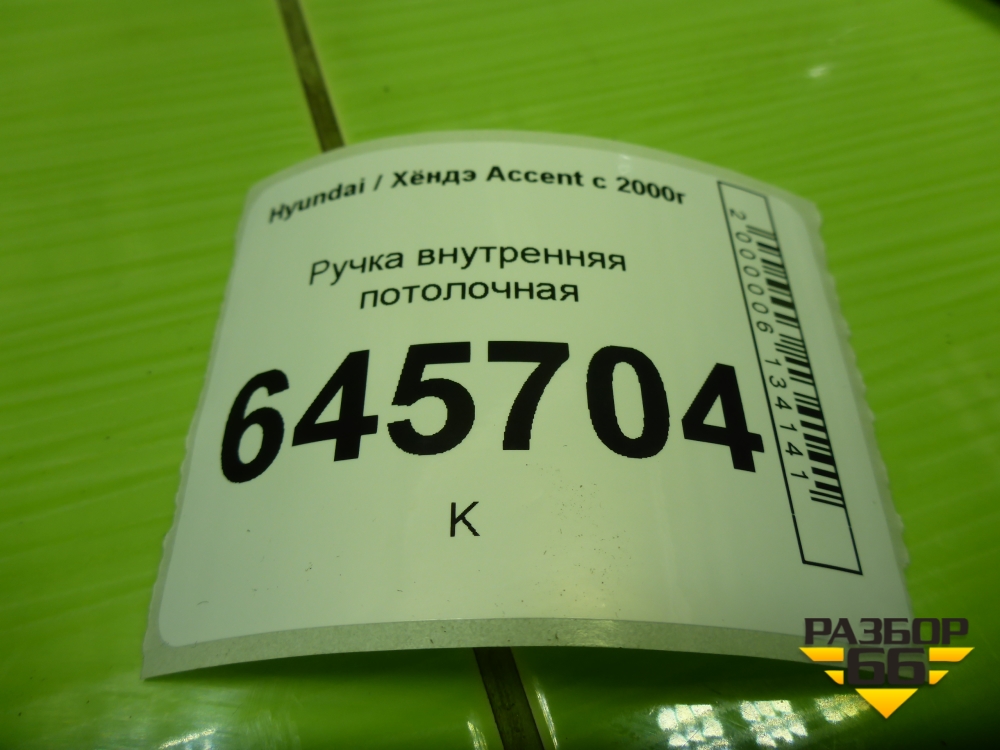 Hyundai / Хёндэ Accent с 2000г
Ручка внутренняя
потолочная
645704
К
2000006134141
РАЗБОР
66